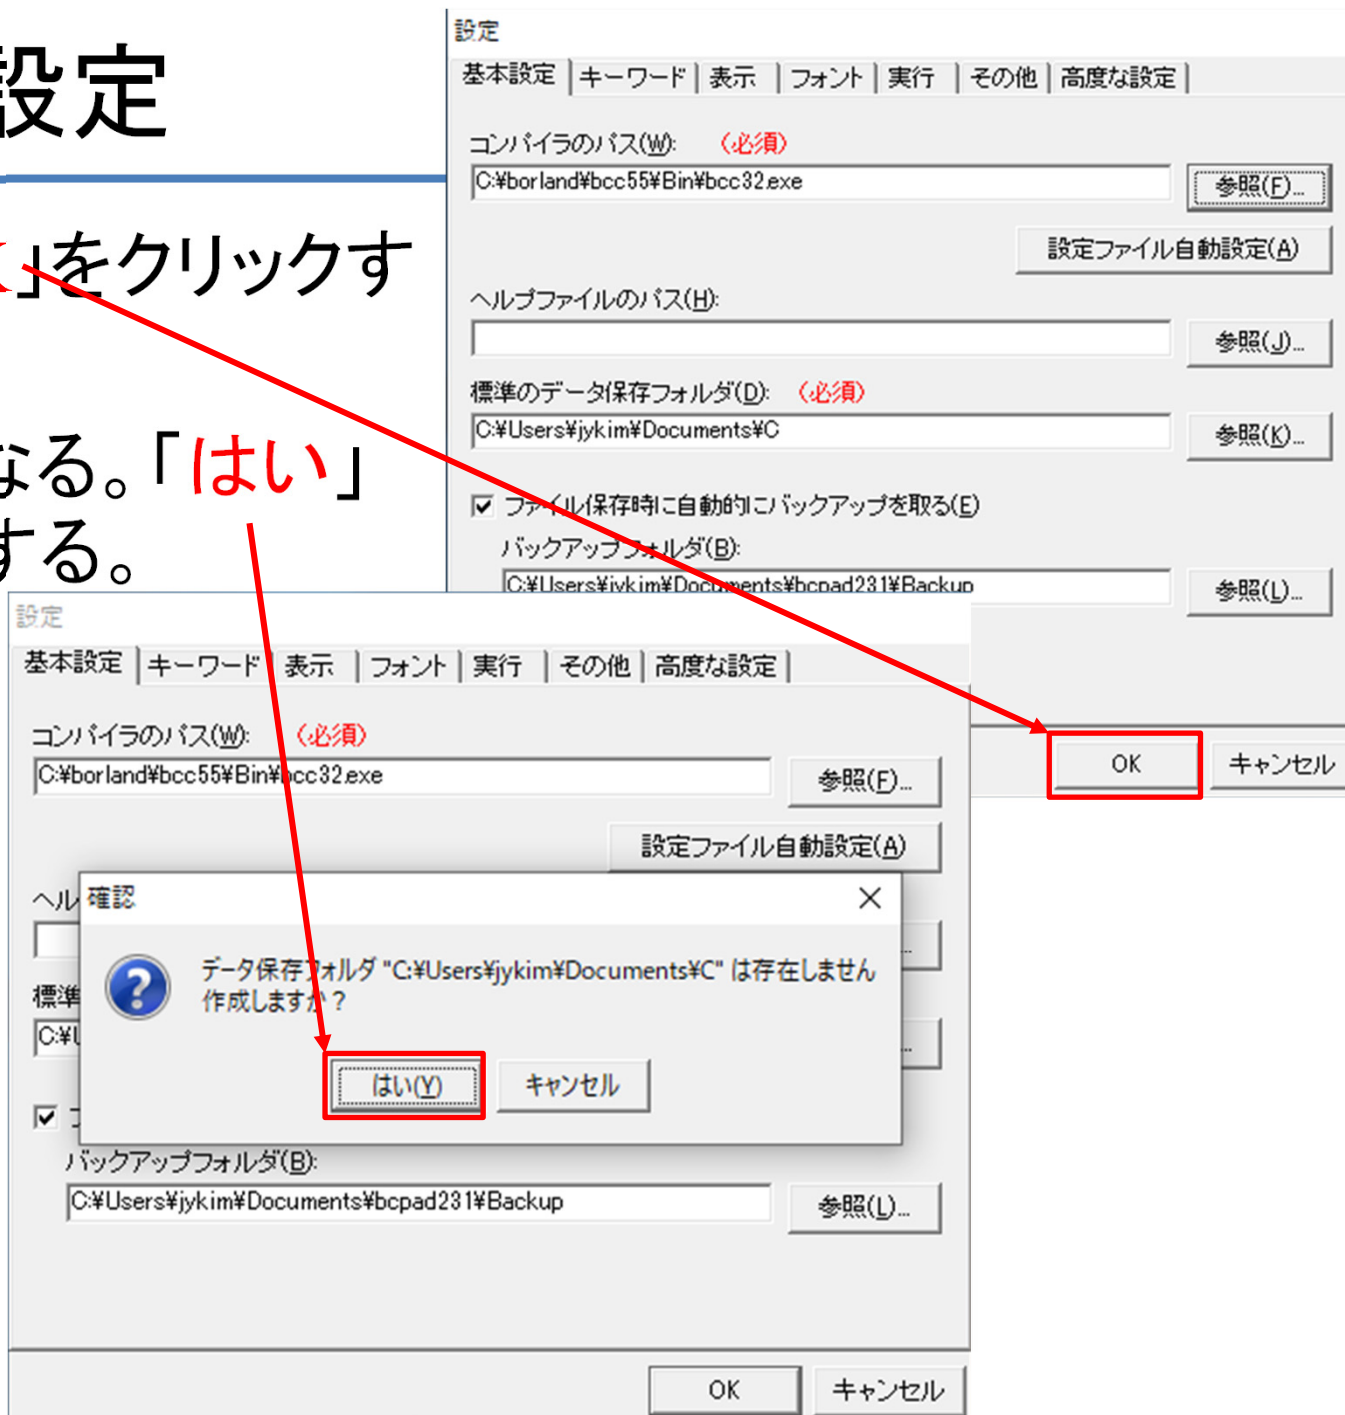 設定
」をクリックす
なる。「はい」
する。
設定
基本設定 キーワード 表示 フォント 実行 その他 高度な設定
コンパイラのパス(W): (必須)
C:¥borland¥bcc55¥Bin¥bcc32.exe
参照(F)...
設定ファイル自動設定(A)
ヘルプファイルのパス(H):
参照(J)...
標準のデータ保存フォルダ(D): (必須)
C:¥Users¥jykim¥Documents¥C
参照(K)...
ファイル保存時に自動的にバックアップを取る(E)
バックアップフォルダ(B):
C:¥Users¥jykim¥Documents¥bcpad231¥Backup
参照(L)...
OK キャンセル
設定
基本設定 キーワード 表示 フォント 実行 その他 高度な設定
コンパイラのパス(W): (必須)
C:¥borland¥bcc55¥Bin¥bcc32.exe
参照(F)...
設定ファイル自動設定(A)
ヘル
確認
データ保存フォルダ "C:¥Users¥jykim¥Documents¥C" は存在しません
作成しますか？
はい(Y) キャンセル
標準
C:¥U
バックアップフォルダ(B):
C:¥Users¥jykim¥Documents¥bcpad231¥Backup
参照(L)...
OK キャンセル